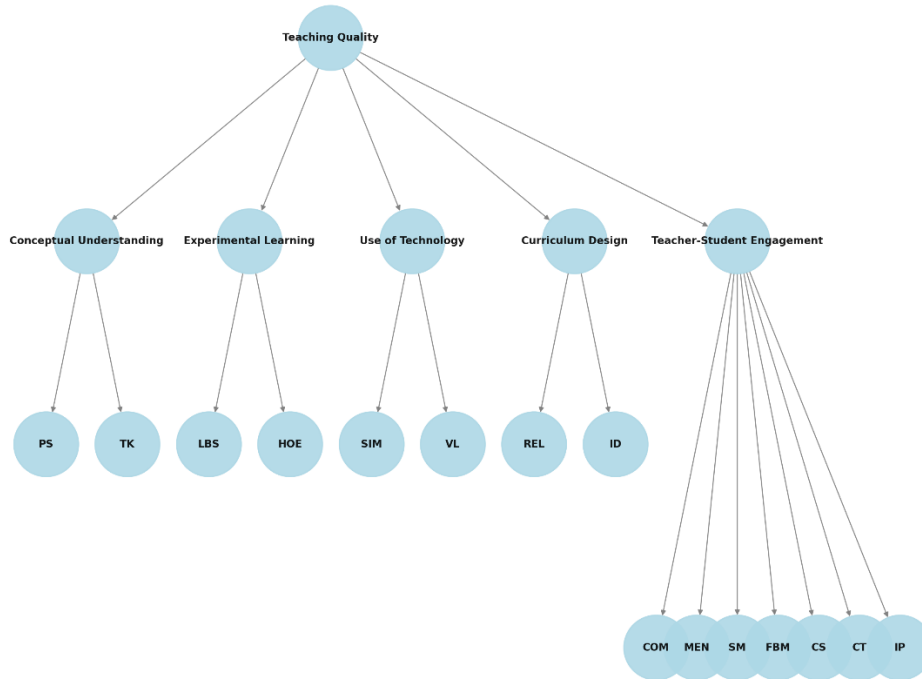 Teaching Quality
Conceptual Understanding
Experimental Learning
Use of Technology
Curriculum Design
Teacher-Student Engagement
PS
TK
LBS
HOE
SIM
VL
REL
ID
COM
MEN
SM
FBM
CS
CT
IP